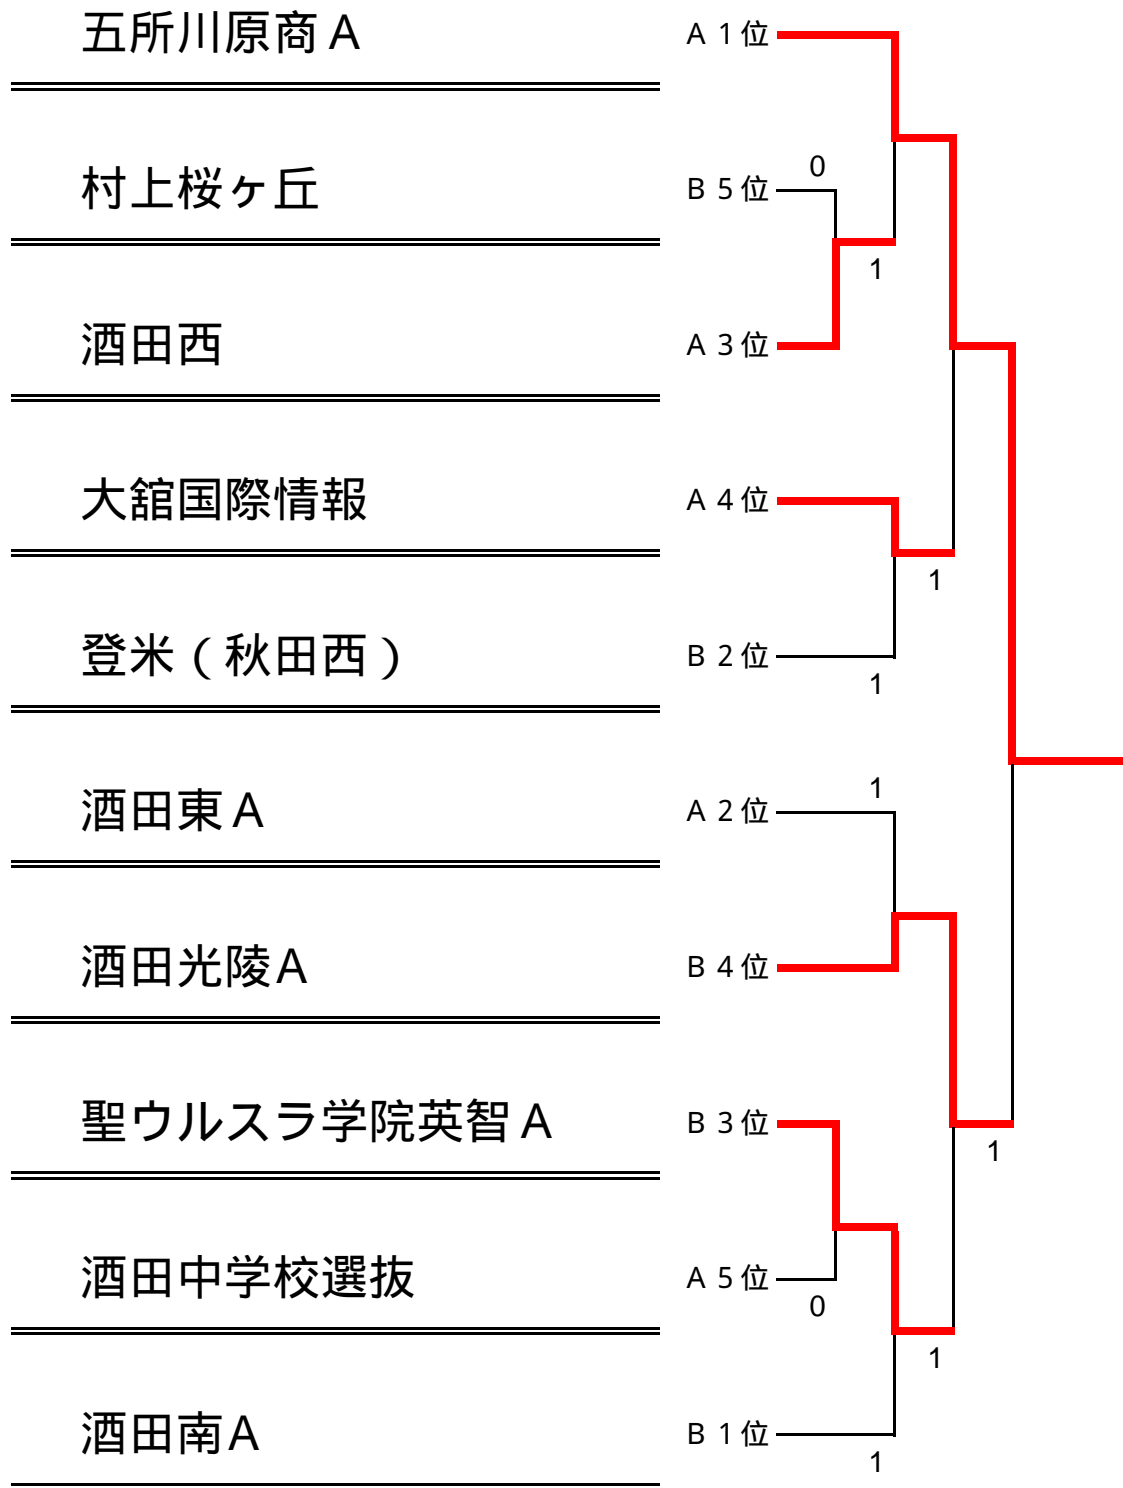 五所川原商A A 1位
0
村上桜ヶ丘 B 5位
1
酒田西 A 3位
大舘国際情報 A 4位
1
登米(秋田西) B 2位
1
1
酒田東A A 2位
酒田光陵A B 4位
聖ウルスラ学院英智A B 3位
1
酒田中学校選抜 A 5位
0
1
酒田南A B 1位
1